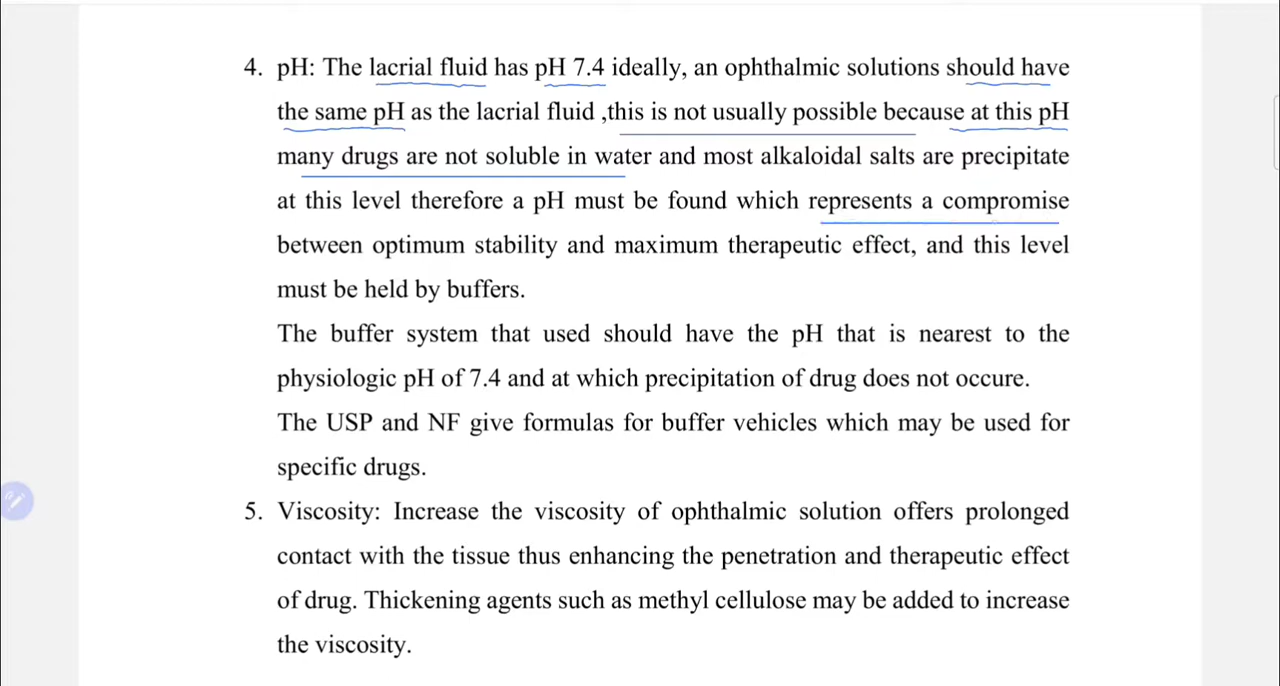 4. pH: The lacrial fluid has pH 7.4 ideally, an ophthalmic solutions should have
the same pH as the lacrial fluid ,this is not usually possible because at this pH
many drugs are not soluble in water and most alkaloidal salts are precipitate
at this level therefore a pH must be found which represents a compromise
between optimum stability and maximum therapeutic effect, and this level
must be held by buffers.
The buffer system that used should have the pH that is nearest to the
physiologic pH of 7.4 and at which precipitation of drug does not occure.
The USP and NF give formulas for buffer vehicles which may be used for
specific drugs.
5. Viscosity: Increase the viscosity of ophthalmic solution offers prolonged
contact with the tissue thus enhancing the penetration and therapeutic effect
of drug. Thickening agents such as methyl cellulose may be added to increase
the viscosity.